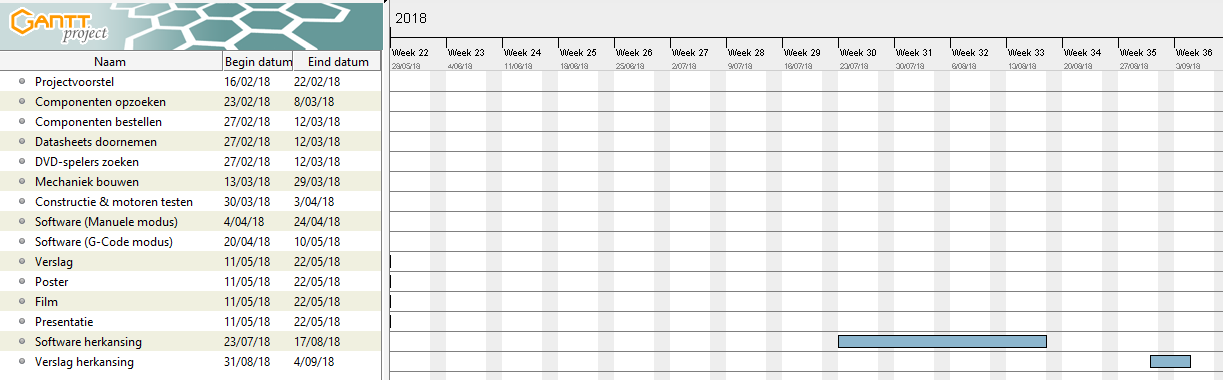 GANTT project
2018
Week 22 Week 23 Week 24 Week 25 Week 26 Week 27 Week 28 Week 29 Week 30 Week 31 Week 32 Week 33 Week 34 Week 35 Week 36
28/05/18 4/06/18 11/06/18 18/06/18 25/06/18 2/07/18 9/07/18 16/07/18 23/07/18 30/07/18 6/08/18 13/08/18 20/08/18 27/08/18 3/09/18
Naam Begin datum Eind datum
Projectvoorstel 16/02/18 22/02/18
Componenten opzoeken 23/02/18 8/03/18
Componenten bestellen 27/02/18 12/03/18
Datasheets doornemen 27/02/18 12/03/18
DVD-spelers zoeken 27/02/18 12/03/18
Mechaniek bouwen 13/03/18 29/03/18
Constructie & motoren testen 30/03/18 3/04/18
Software (Manuele modus) 4/04/18 24/04/18
Software (G-Code modus) 20/04/18 10/05/18
Verslag 11/05/18 22/05/18
Poster 11/05/18 22/05/18
Film 11/05/18 22/05/18
Presentatie 11/05/18 22/05/18
Software herkansing 23/07/18 17/08/18
Verslag herkansing 31/08/18 4/09/18